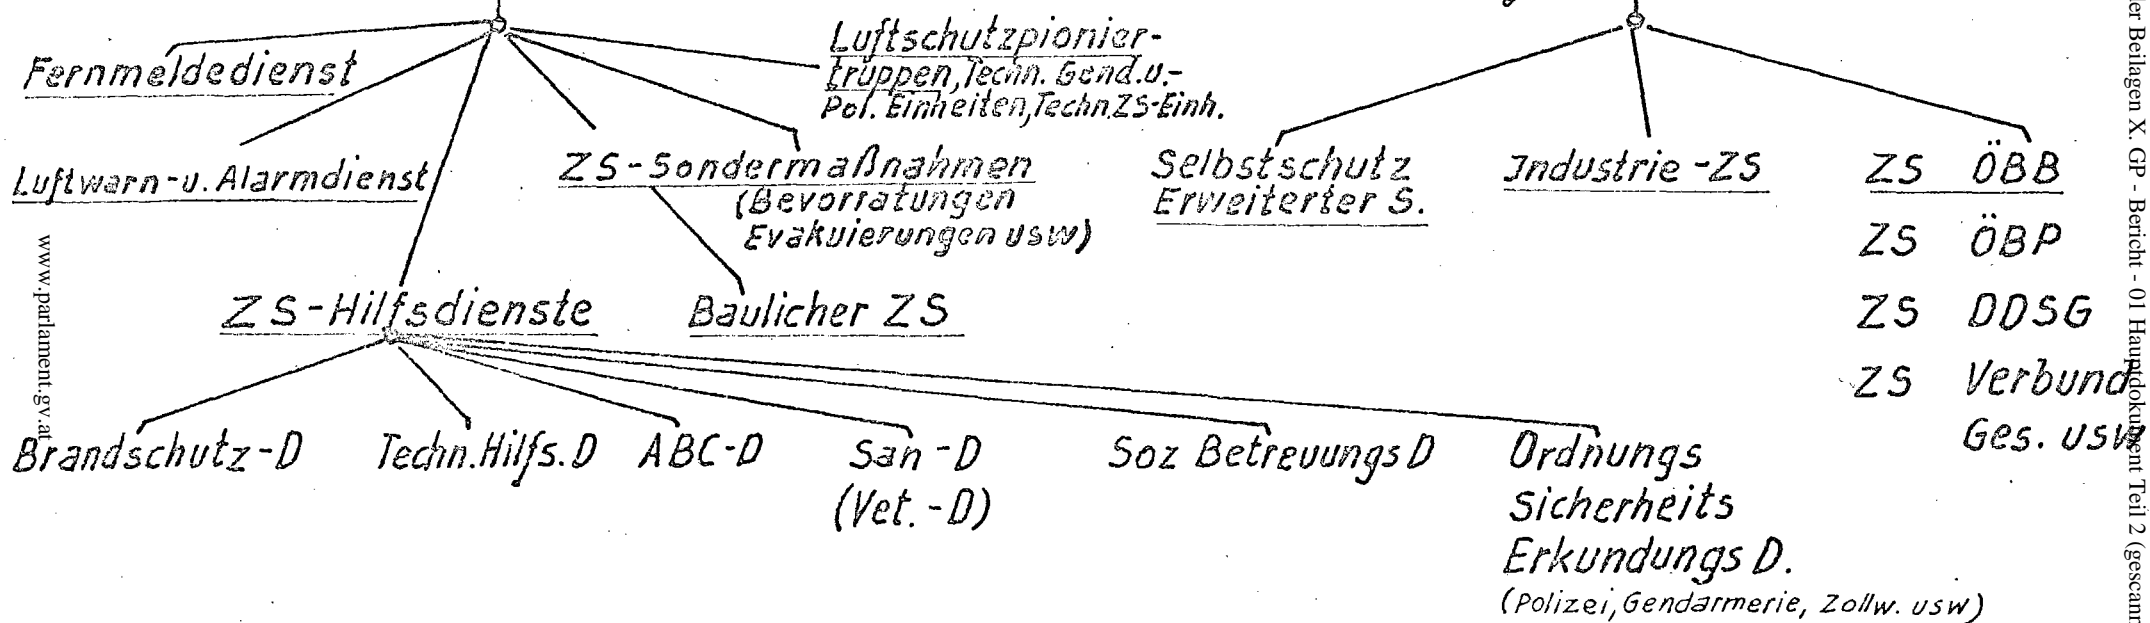 Fernmeldedienst
Luftschutzpionier-
truppen, Techn. Gend. u.-
Pol. Einheiten, Techn. ZS-Einh.
Luftwarn-u. Alarmdienst
ZS-Sondermaßnahmen
(Bevorratungen
Evakuierungen usw)
Selbstschutz
Erweiterter S.
Industrie-ZS
ZS ÖBB
ZS ÖBP
ZS DDSG
ZS Verbund
Ges. usw
ZS-Hilfsdienste
Baulicher ZS
Brandschutz-D
Techn. Hilfs. D
ABC-D
San-D
(Vet.-D)
Soz Betreuungs D
Ordnungs
Sicherheits
Erkundungs D.
(Polizei, Gendarmerie, Zollw. usw)
www.parlament.gv.at
der Beilagen X. GP - Bericht - 01 Hauptdokument Teil 2 (gescann